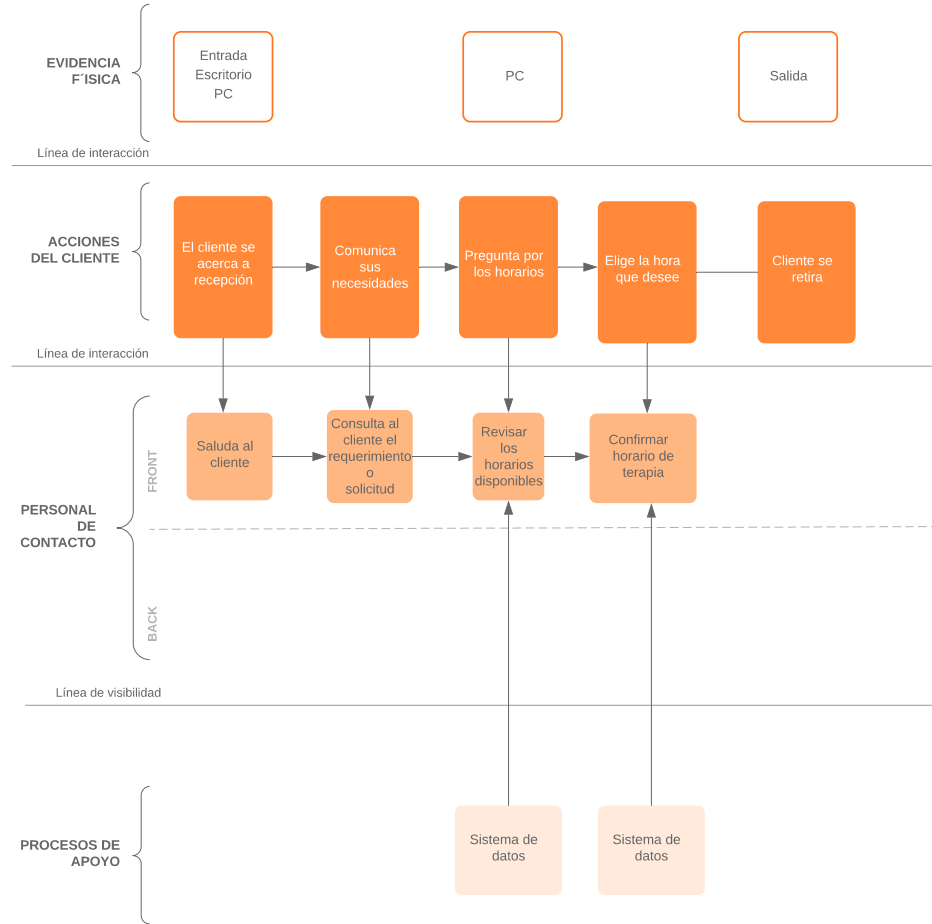 EVIDENCIA
F´ISICA
Entrada
Escritorio
PC
PC
Salida
Línea de interacción
ACCIONES
DEL CLIENTE
El cliente se
acerca a
recepción
Comunica
sus
necesidades
Pregunta por
los horarios
Elige la hora
que desee
Cliente se
retira
Línea de interacción
PERSONAL
DE
CONTACTO
FRONT
BACK
Saluda al
cliente
Consulta al
cliente el
requerimiento
o
solicitud
Revisar
los
horarios
disponibles
Confirmar
horario de
terapia
Línea de visibilidad
PROCESOS DE
APOYO
Sistema de
datos
Sistema de
datos